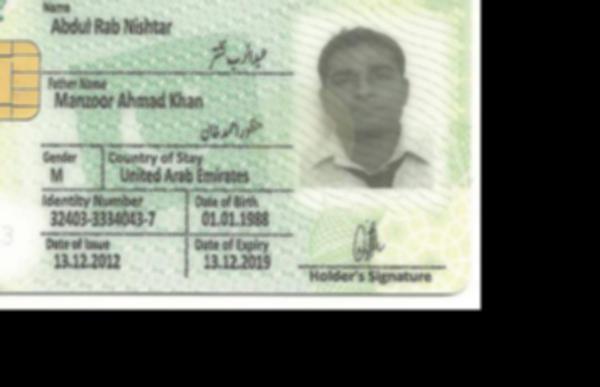 Name
Abdul Rab Nishtar
عبدالرب نشتر
Father Name
Manzoor Ahmad Khan
منظور احمد خان
Gender
Country of Stay
M
United Arab Emirates
Identity Number
Date of Birth
32403-3334043-7
01.01.1988
Date of Issue
Date of Expiry
13.12.2012
13.12.2019
Holder's Signature